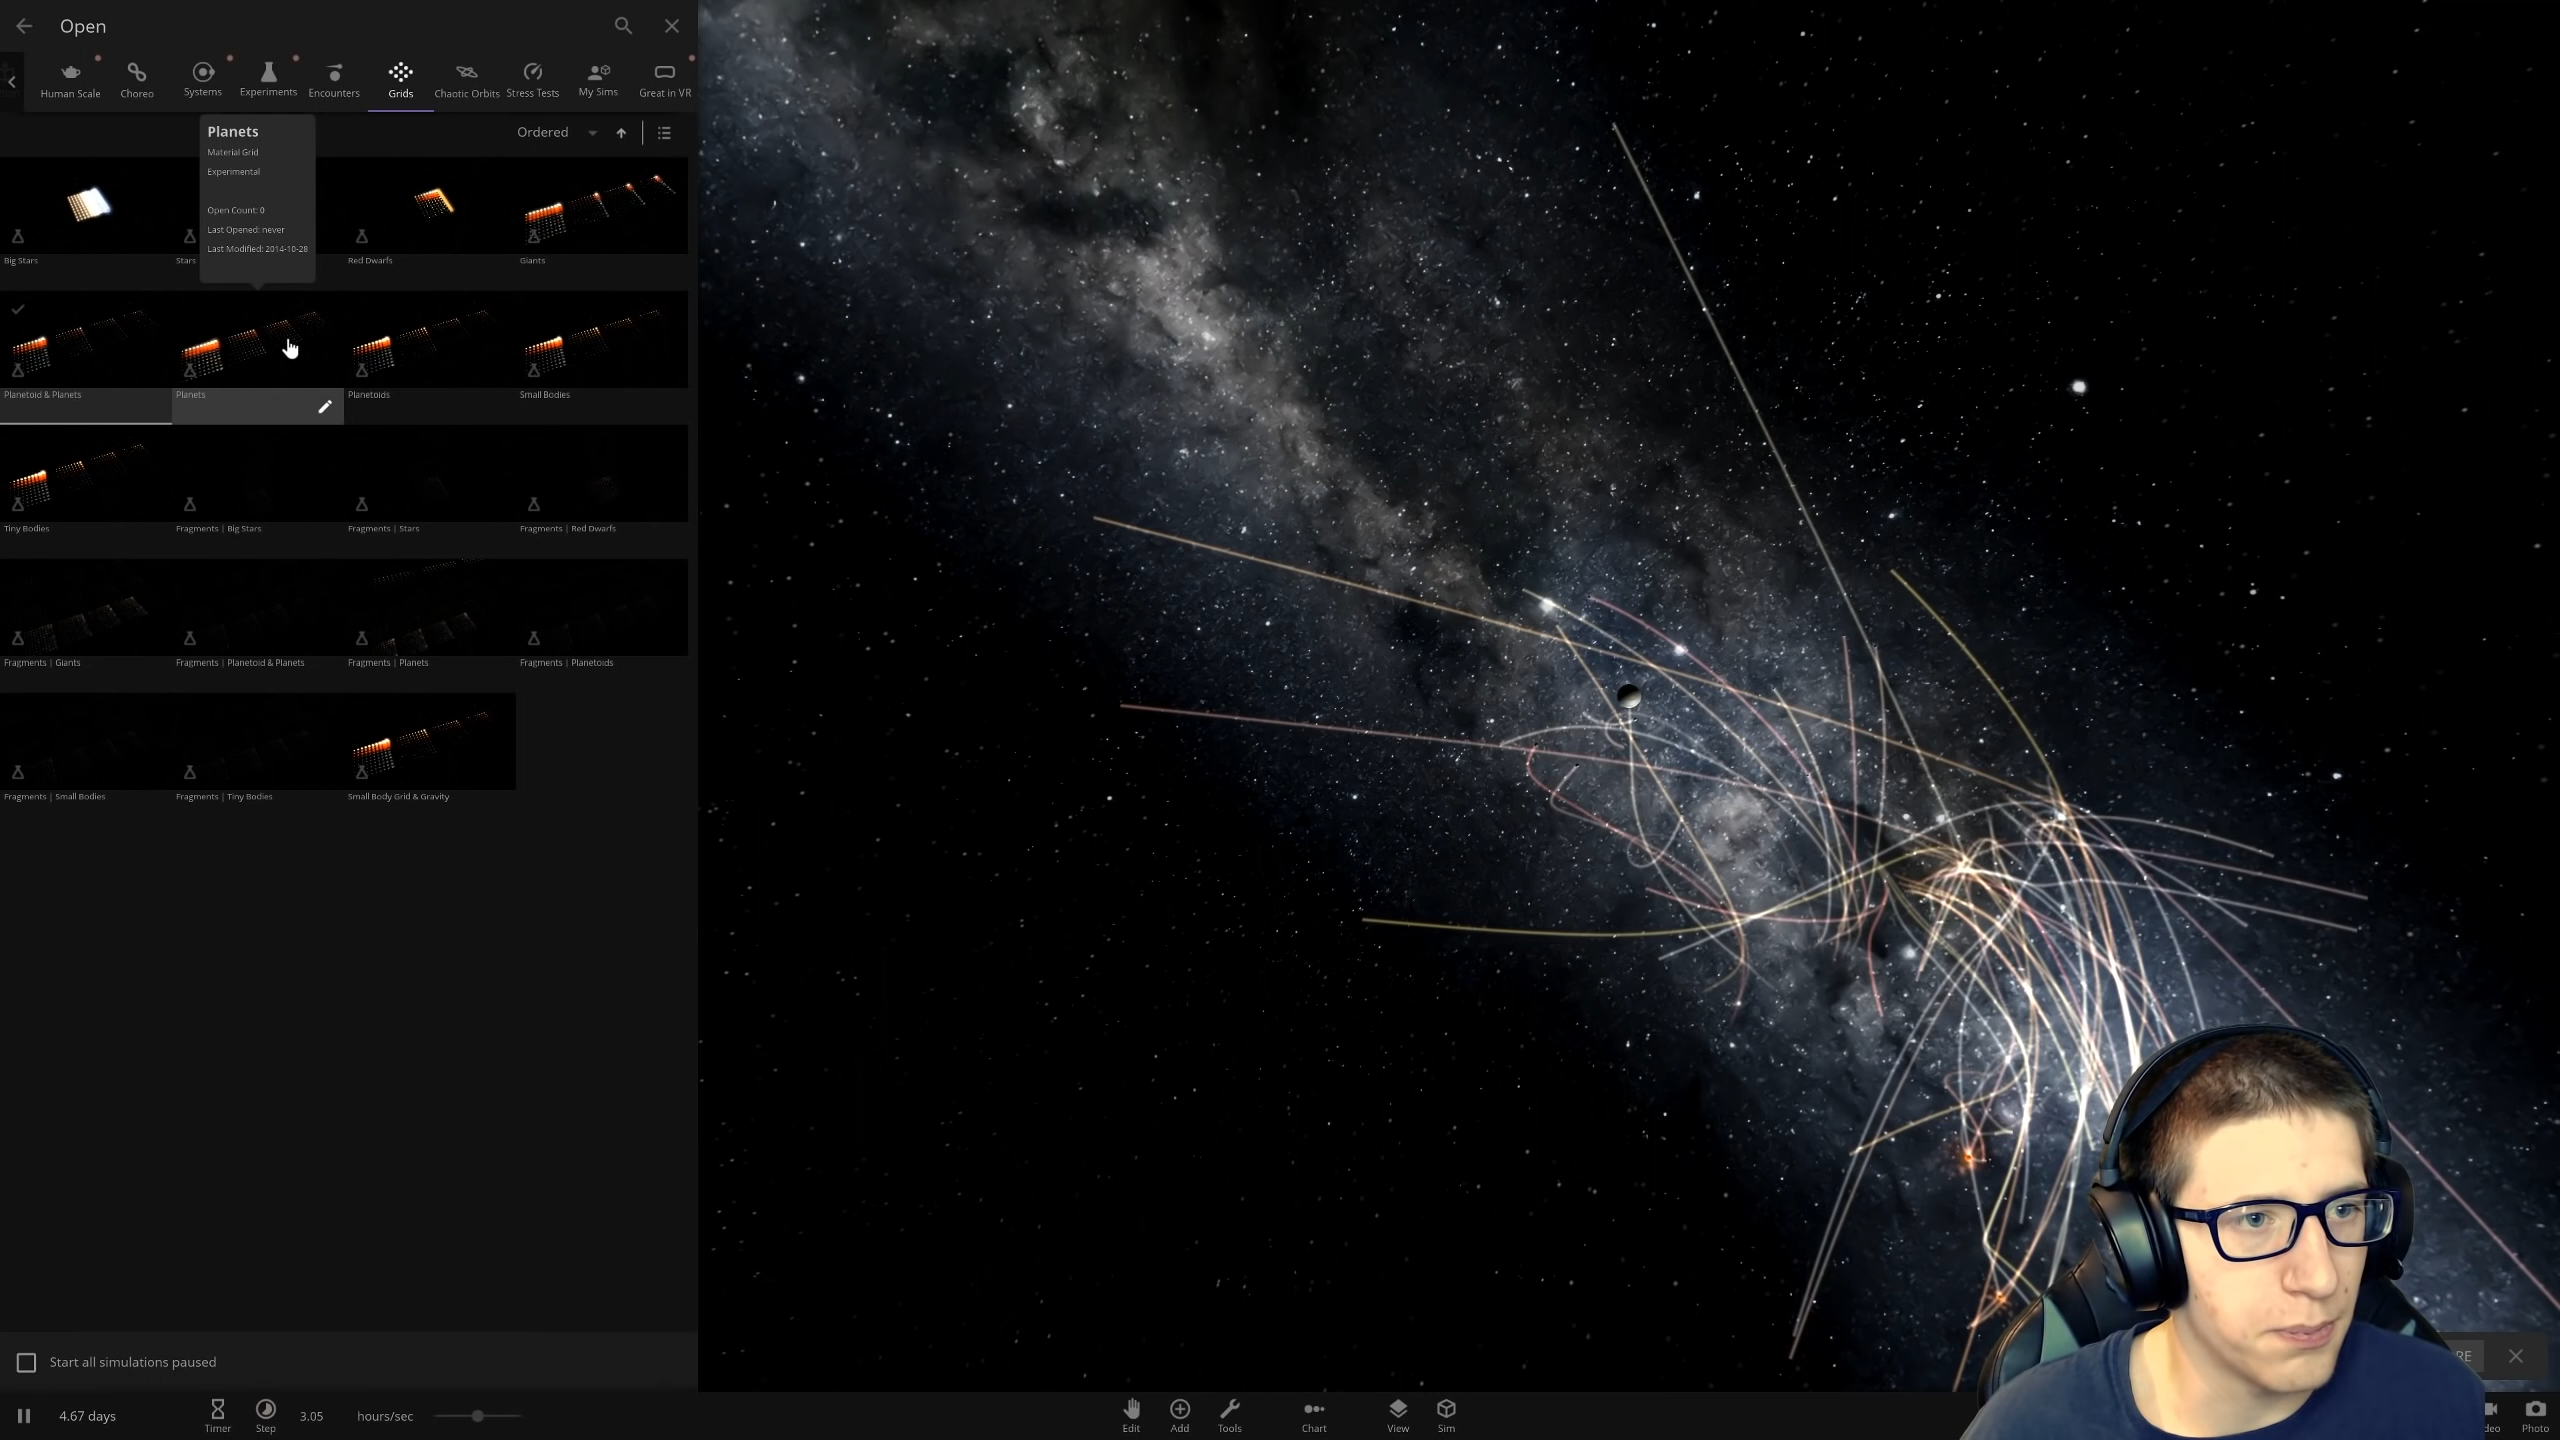 Open
Human Scale
Choreo
Systems
Experiments
Encounters
Grids
Chaotic Orbits
Stress Tests
My Sims
Great in VR
Ordered
Planets
Material Grid
Experimental
Open Count: 0
Last Opened: never
Last Modified: 2014-10-28
Big Stars
Stars
Red Dwarfs
Giants
Planetoid & Planets
Planets
Planetoids
Small Bodies
Tiny Bodies
Fragments | Big Stars
Fragments | Stars
Fragments | Red Dwarfs
Fragments | Giants
Fragments | Planetoid & Planets
Fragments | Planets
Fragments | Planetoids
Fragments | Small Bodies
Fragments | Tiny Bodies
Small Body Grid & Gravity
Start all simulations paused
4.67 days
Timer
Step
3.05
hours/sec
Edit
Add
Tools
Chart
View
Sim
Photo